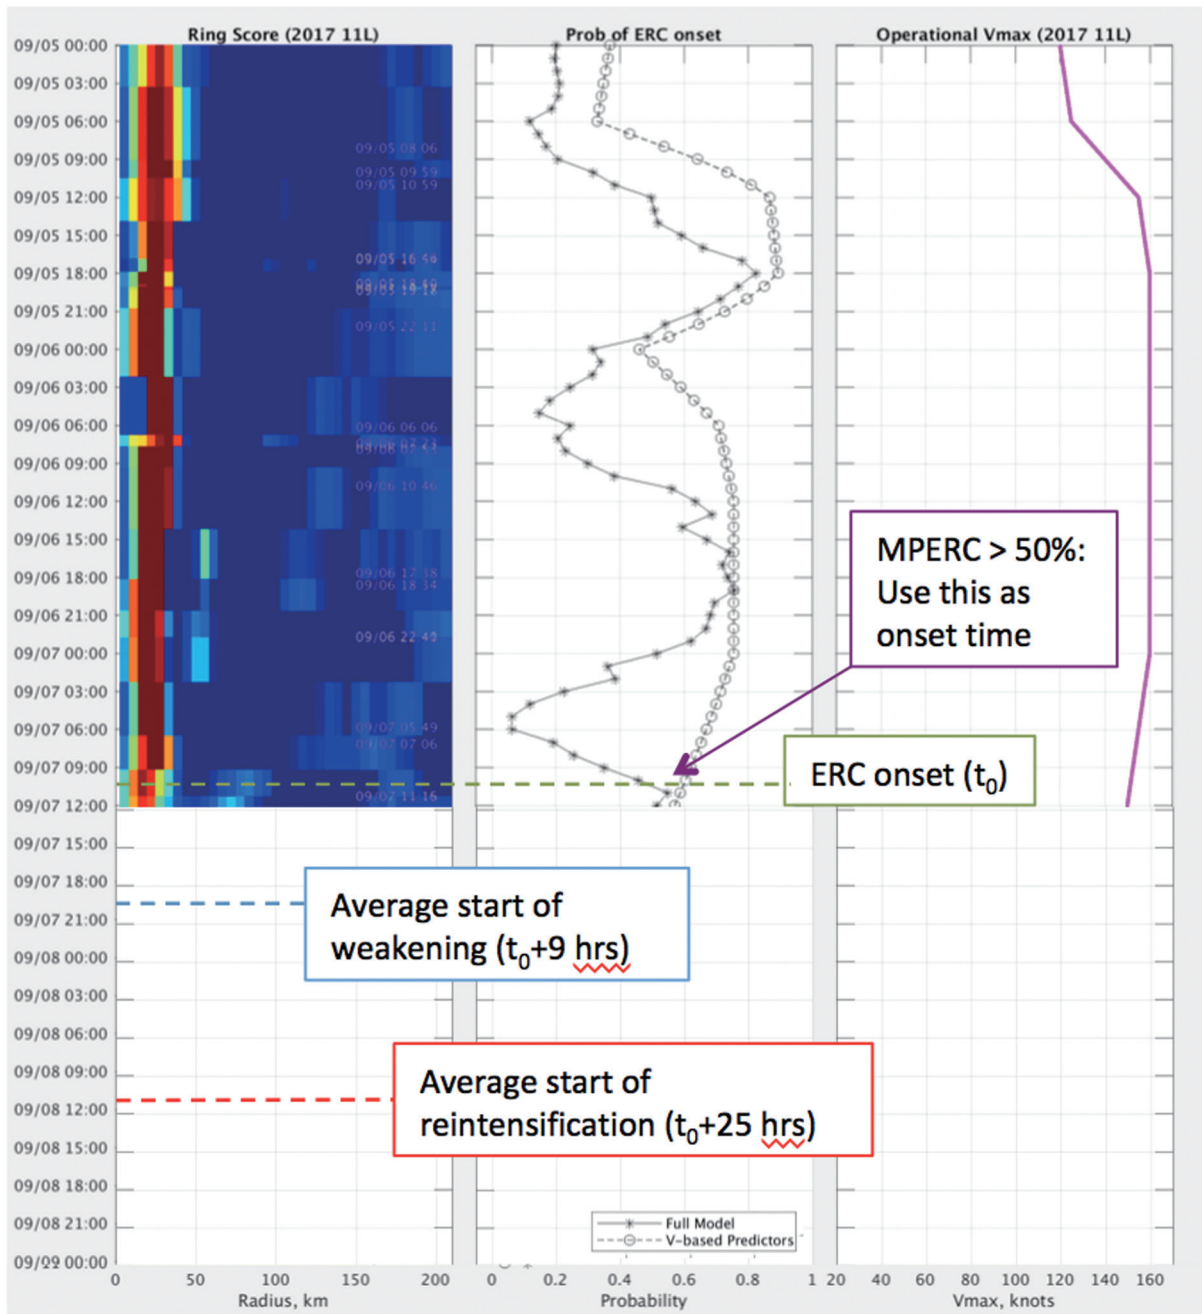 Ring Score (2017 11L)
Prob of ERC onset
Operational Vmax (2017 11L)
09/05 00:00
09/05 03:00
09/05 06:00
09/05 09:00
09/05 12:00
09/05 15:00
09/05 18:00
09/05 21:00
09/06 00:00
09/06 03:00
09/06 06:00
09/06 09:00
09/06 12:00
09/06 15:00
09/06 18:00
09/06 21:00
09/07 00:00
09/07 03:00
09/07 06:00
09/07 09:00
09/07 12:00
09/07 15:00
09/07 18:00
09/07 21:00
09/08 00:00
09/08 03:00
09/08 06:00
09/08 09:00
09/08 12:00
09/08 15:00
09/08 18:00
09/08 21:00
09/29 00:00
09/05 08 06
09/05 09 59
09/05 10 59
09/05 22 11
09/06 06 06
09/06 10 46
09/06 17 38
09/06 18 34
09/06 22 40
09/07 05 49
09/07 07 06
09/07 11 16
MPERC > 50%:
Use this as
onset time
ERC onset (t0)
Average start of
weakening (t0+9 hrs)
Average start of
reintensification (t0+25 hrs)
Full Model
V-based Predictors
0 50 100 150 200
Radius, km
0 0.2 0.4 0.6 0.8 1
Probability
20 40 60 80 100 120 140 160
Vmax, knots